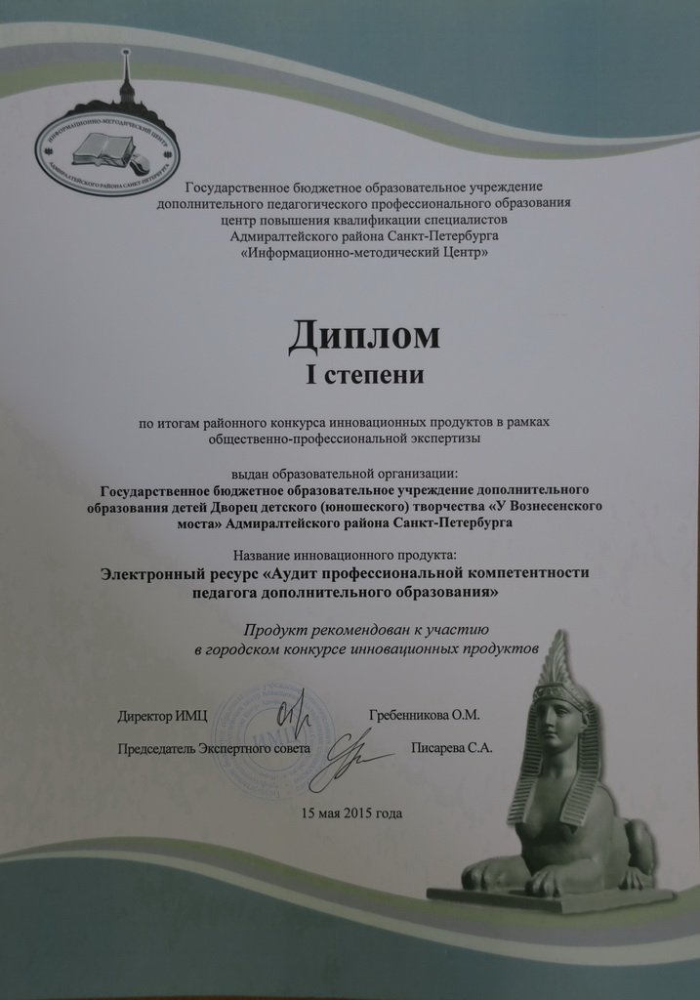 ИНФОРМАЦИОННО-МЕТОДИЧЕСКИЙ ЦЕНТР
АДМИРАЛТЕЙСКОГО РАЙОНА САНКТ-ПЕТЕРБУРГА
Государственное бюджетное образовательное учреждение
дополнительного педагогического профессионального образования
центр повышения квалификации специалистов
Адмиралтейского района Санкт-Петербурга
«Информационно-методический Центр»
Диплом
I степени
по итогам районного конкурса инновационных продуктов в рамках
общественно-профессиональной экспертизы
выдан образовательной организации:
Государственное бюджетное образовательное учреждение дополнительного
образования детей Дворец детского (юношеского) творчества «У Вознесенского
моста» Адмиралтейского района Санкт-Петербурга
Название инновационного продукта:
Электронный ресурс «Аудит профессиональной компетентности
педагога дополнительного образования»
Продукт рекомендован к участию
в городском конкурсе инновационных продуктов
Директор ИМЦ Гребенникова О.М.
Председатель Экспертного совета Писарева С.А.
ИМЦ
15 мая 2015 года